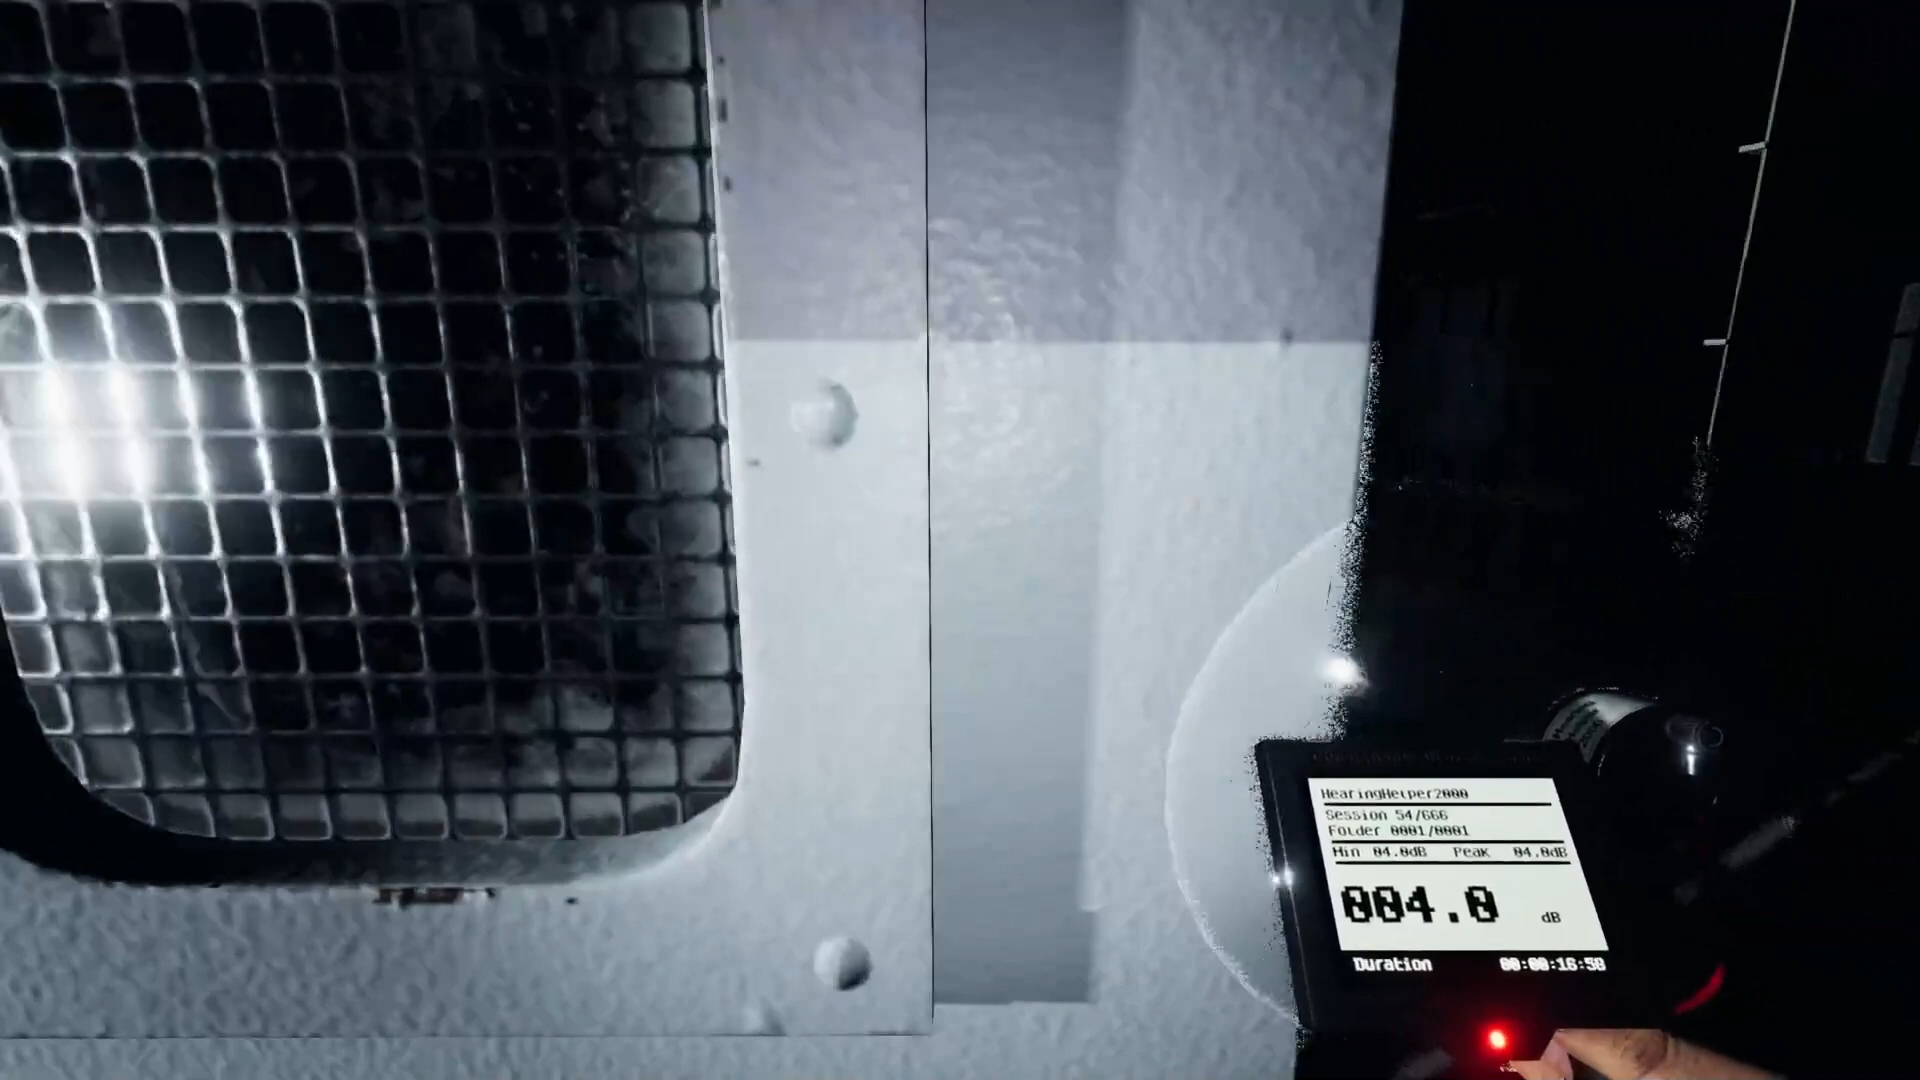 HearingHelper2000
Session 54/666
Folder 0001/0001
Min 04.0dB Peak 04.0dB
004.0 dB
Duration 00:00:16:50